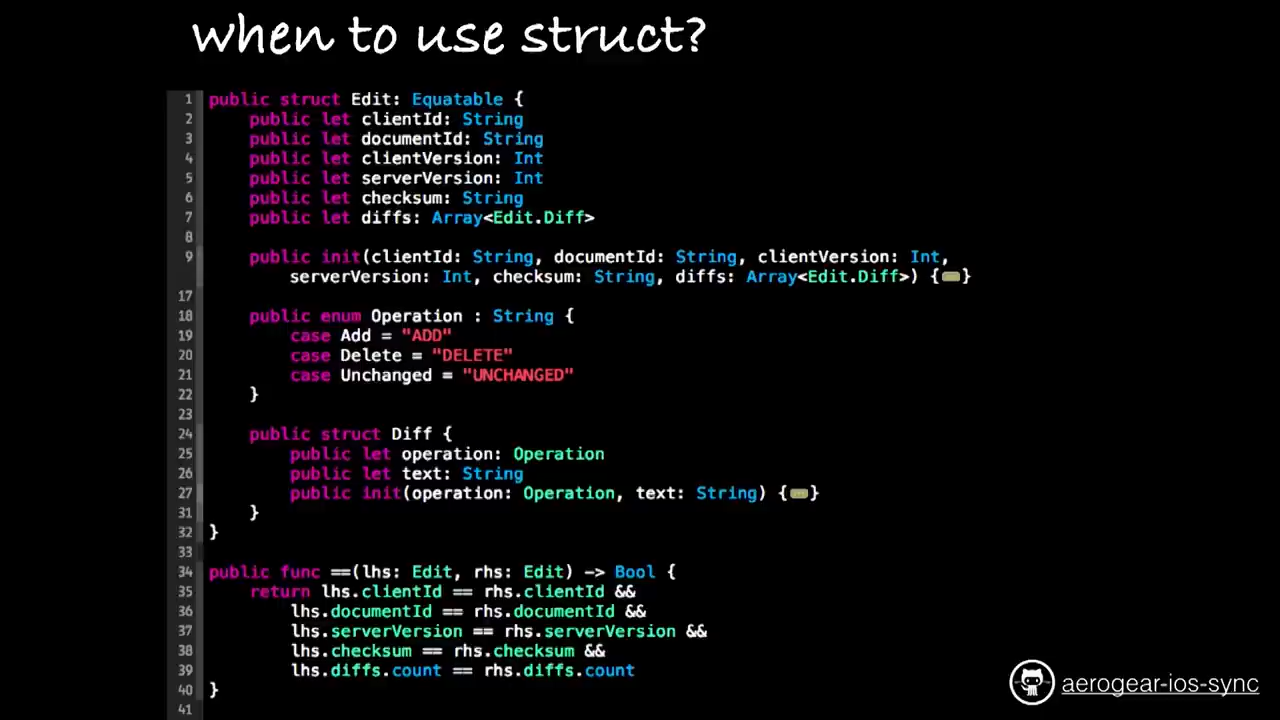 when to use struct?
1 public struct Edit: Equatable {
2 public let clientId: String
3 public let documentId: String
4 public let clientVersion: Int
5 public let serverVersion: Int
6 public let checksum: String
7 public let diffs: Array<Edit.Diff>
8
9 public init(clientId: String, documentId: String, clientVersion: Int,
serverVersion: Int, checksum: String, diffs: Array<Edit.Diff>) {…}
17
18 public enum Operation : String {
19 case Add = "ADD"
20 case Delete = "DELETE"
21 case Unchanged = "UNCHANGED"
22 }
23
24 public struct Diff {
25 public let operation: Operation
26 public let text: String
27 public init(operation: Operation, text: String) {…}
31 }
32 }
33
34 public func ==(lhs: Edit, rhs: Edit) -> Bool {
35 return lhs.clientId == rhs.clientId &&
36 lhs.documentId == rhs.documentId &&
37 lhs.serverVersion == rhs.serverVersion &&
38 lhs.checksum == rhs.checksum &&
39 lhs.diffs.count == rhs.diffs.count
40 }
41
aerogear-ios-sync